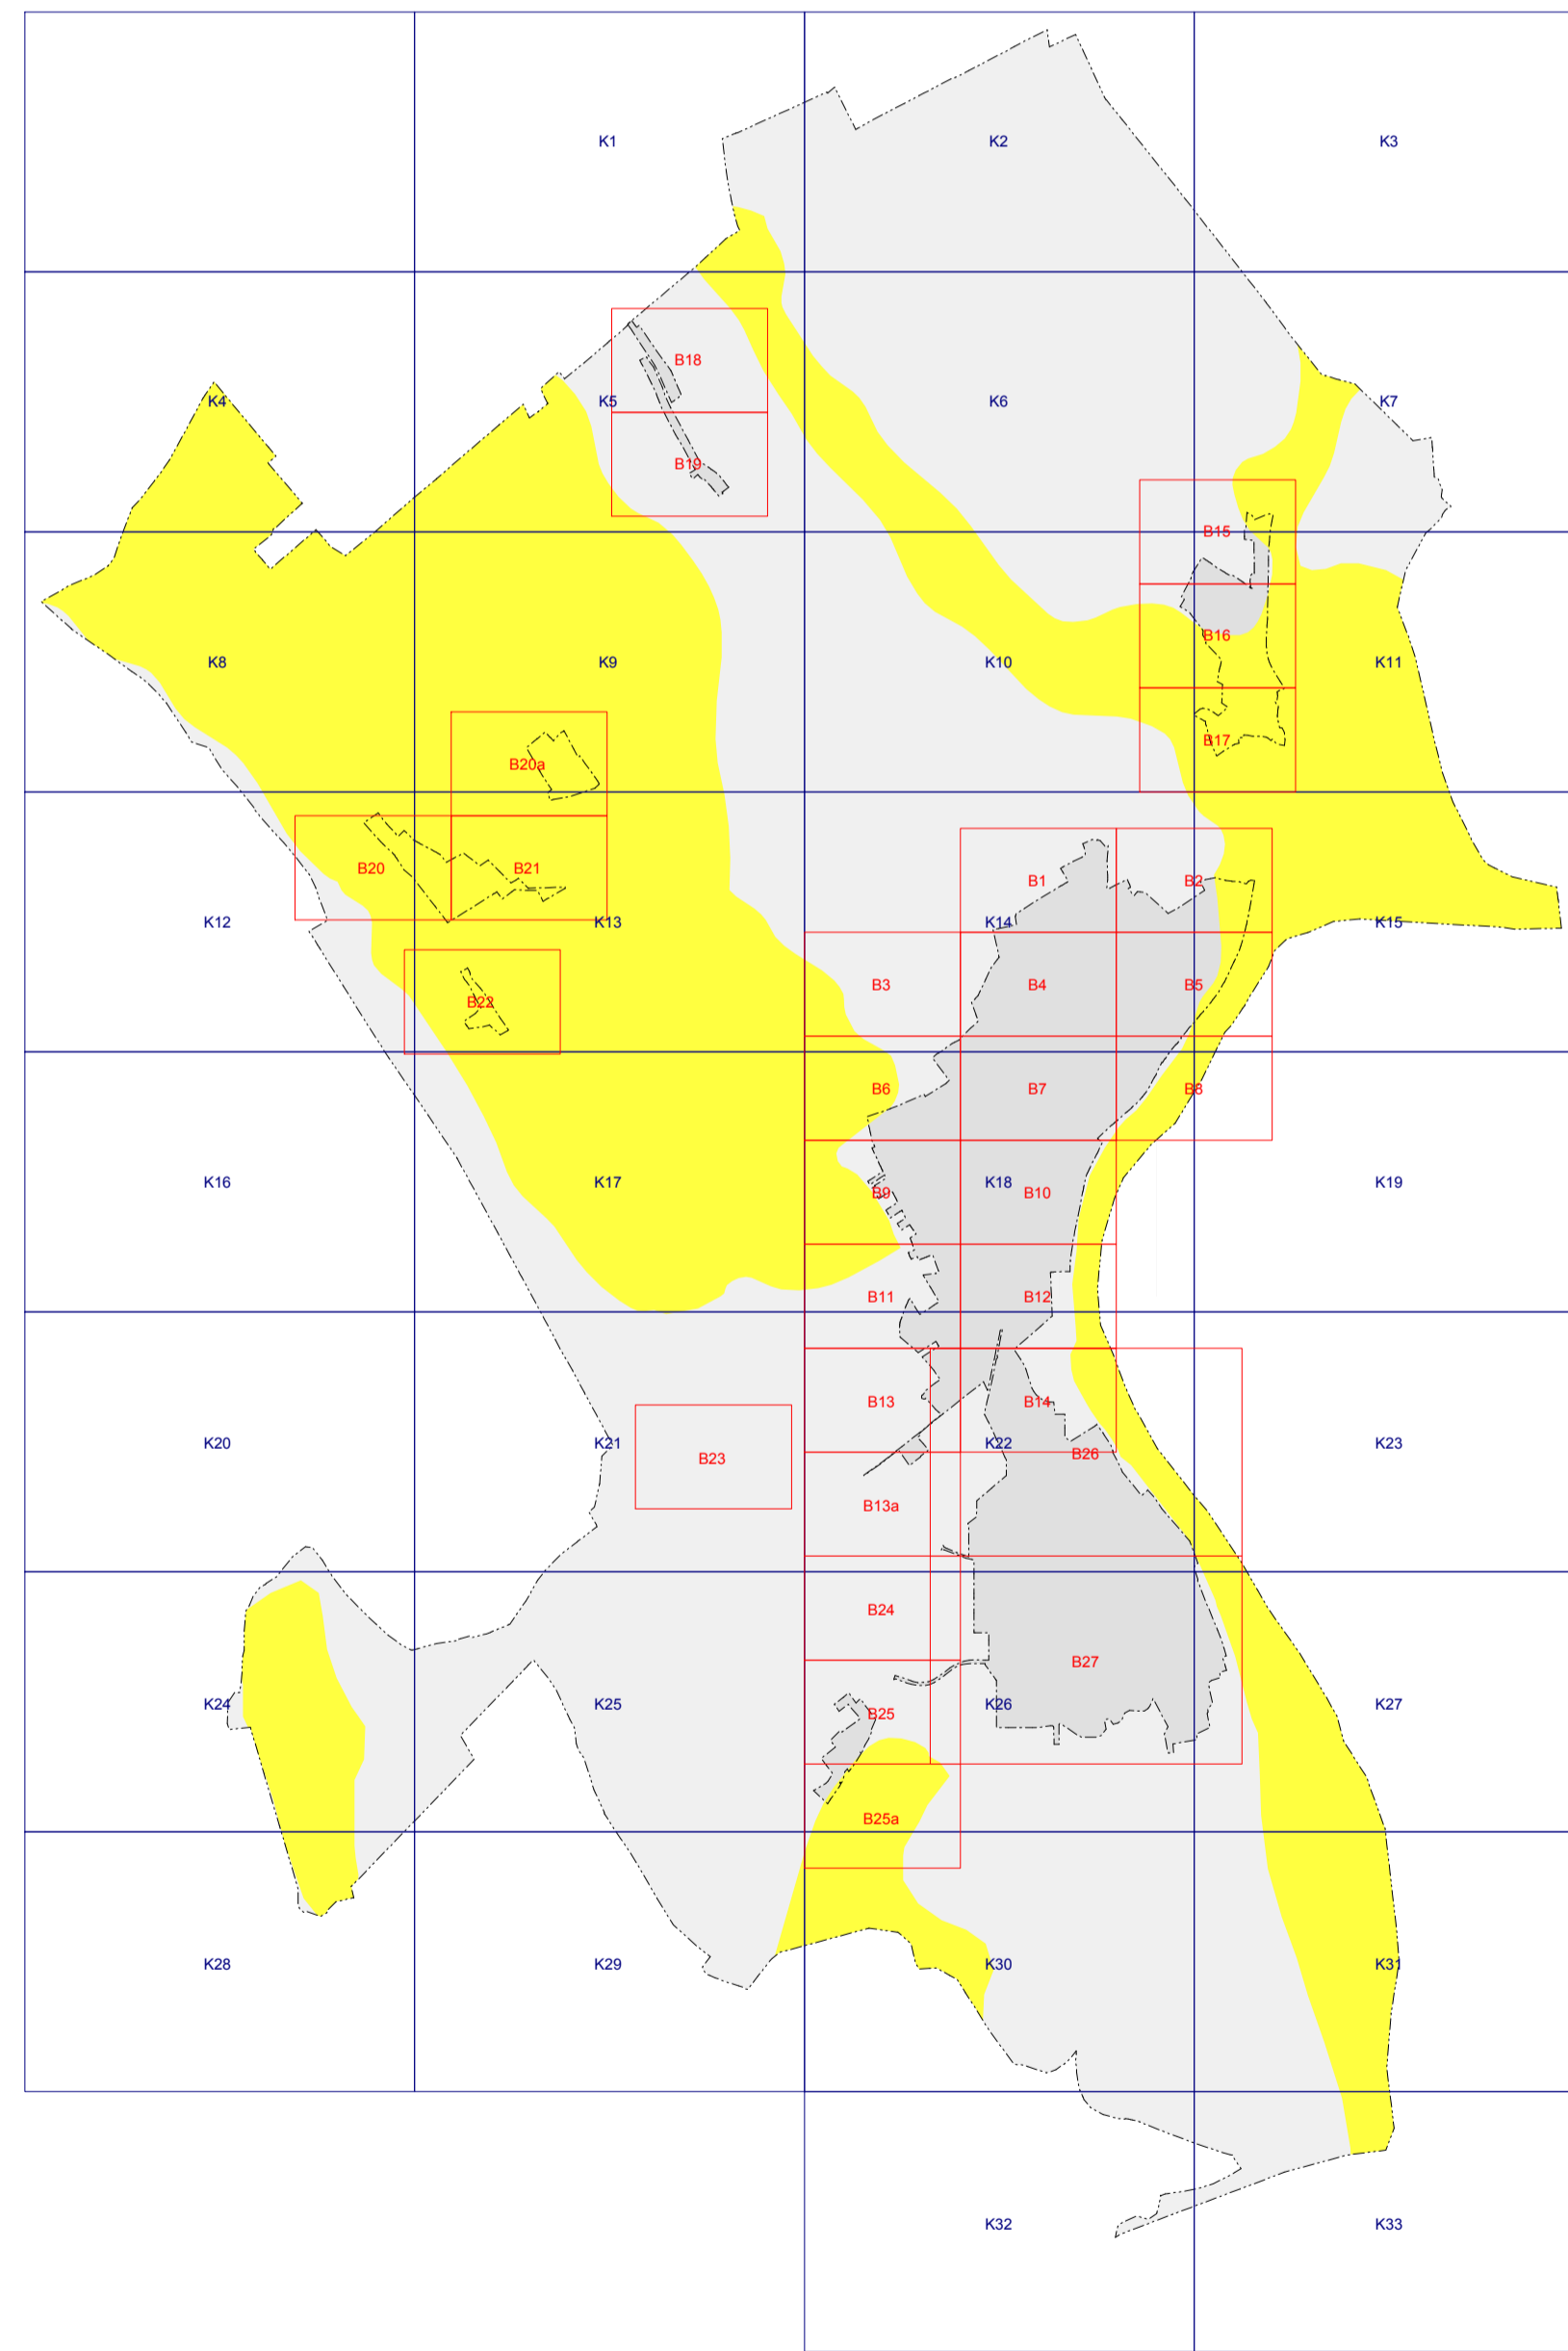 K1 K2 K3
B18
K4 K5 K6 K7
B19
B15
B16
K8 K9 K10 K11
B17
B20a
B20 B21 B1 B2
K12 K13 K14 K15
B3 B4 B5
B22
B6 B7 B8
K16 K17 K18 K19
B9 B10
B11 B12
B13 B14
K20 K21 K22 K23
B23 B26
B13a
B24
B27
K24 K25 K26 K27
B25
B25a
K28 K29 K30 K31
K32 K33